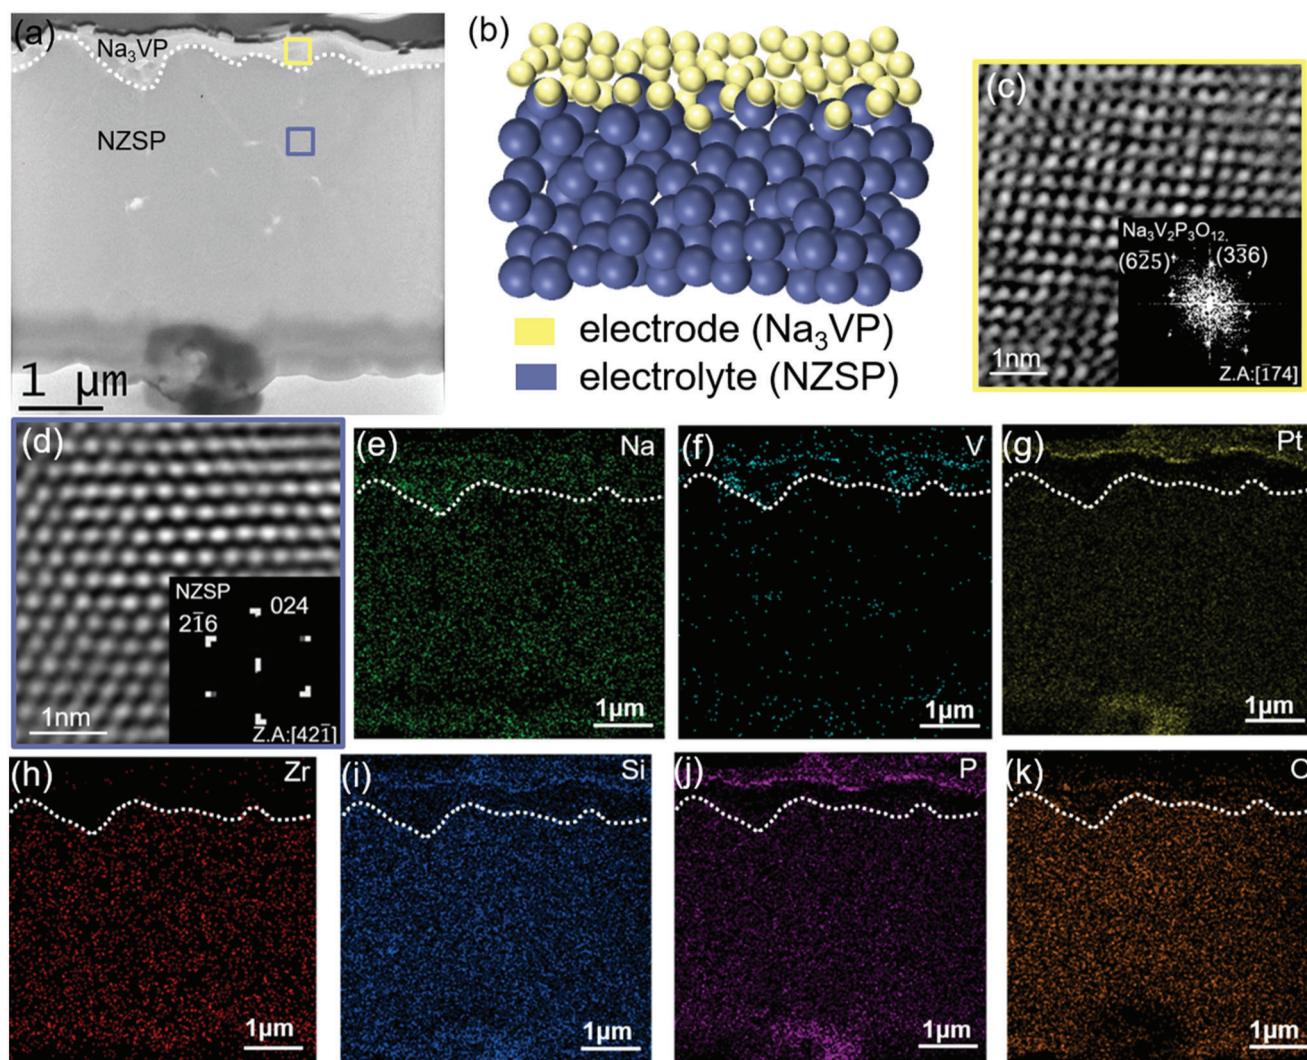 (a)
Na₃VP
NZSP
1 μm
(b)
electrode (Na₃VP)
electrolyte (NZSP)
(c)
Na₃V₂P₃O₁₂,
(62̄5)
(33̄6)
1nm
Z.A:[1̄74]
(d)
NZSP
21̄6
024
1nm
Z.A:[421̄]
(e)
Na
1μm
(f)
V
1μm
(g)
Pt
1μm
(h)
Zr
1μm
(i)
Si
1μm
(j)
P
1μm
(k)
O
1μm